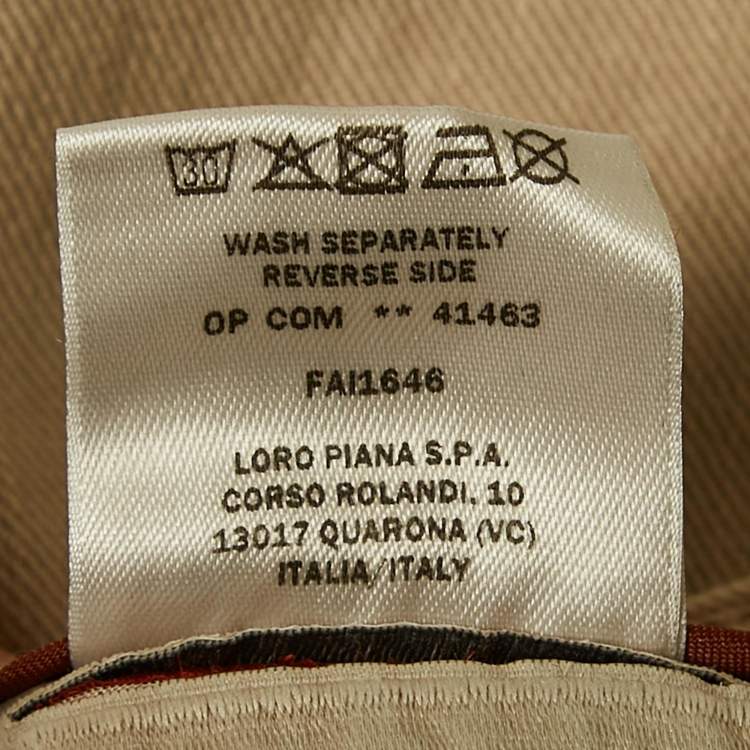 30
WASH SEPARATELY
REVERSE SIDE
OP COM ** 41463
FAI1646
LORO PIANA S.P.A.
CORSO ROLANDI, 10
13017 QUARONA (VC)
ITALIA/ITALY